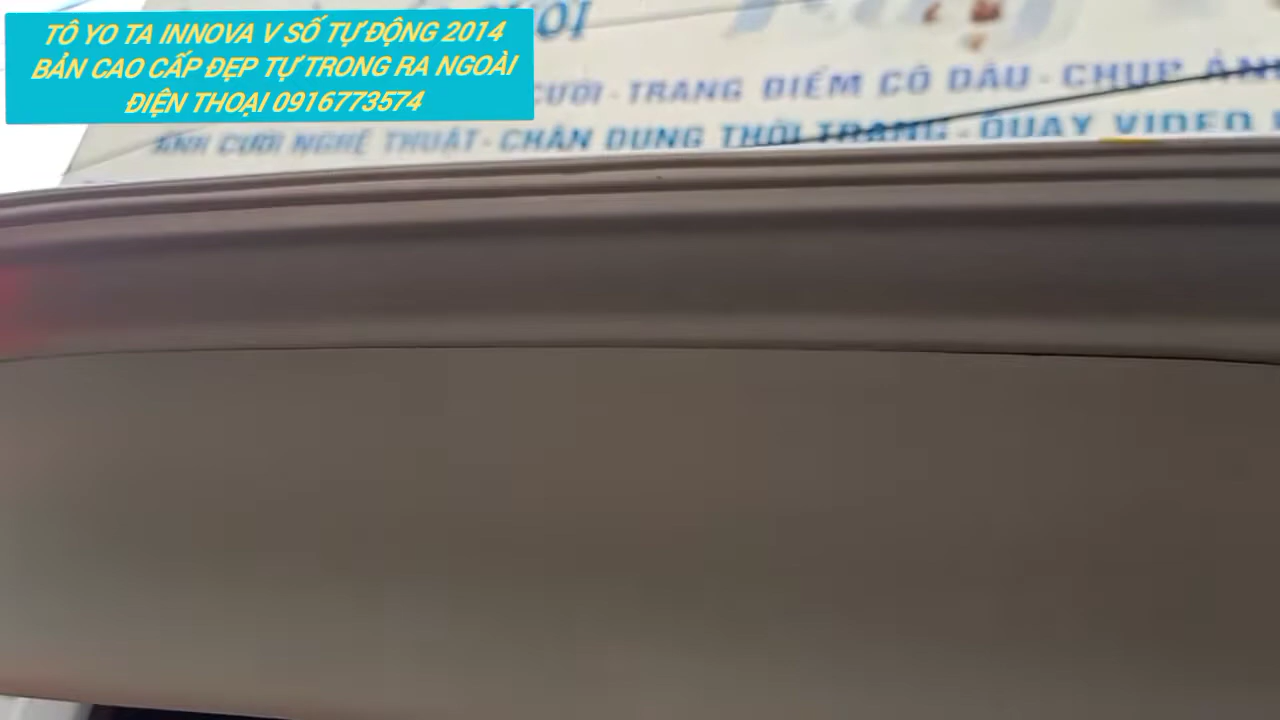 TÔ YO TA INNOVA V SỐ TỰ ĐỘNG 2014
BẢN CAO CẤP ĐẸP TỰ TRONG RA NGOÀI
ĐIỆN THOẠI 0916773574
CƯỚI - TRANG ĐIỂM CÔ DÂU - CHỤP ẢN
ẢNH CƯỚI NGHỆ THUẬT - CHÂN DUNG THỜI TRANG - QUAY VIDEO